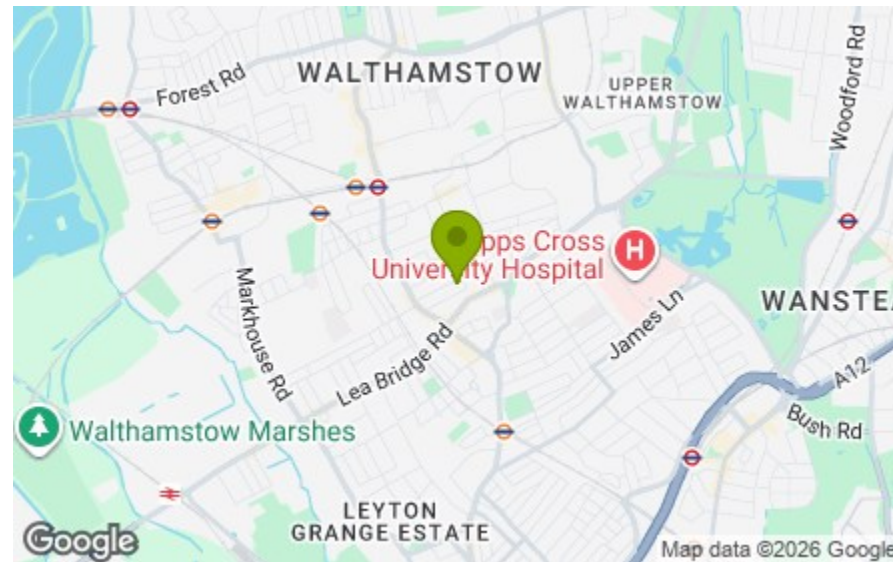 Forest Rd
WALTHAMSTOW
UPPER
WALTHAMSTOW
Woodford Rd
Cross
University Hospital
H
Markhouse Rd
James Ln
Lea Bridge Rd
A12
Bush Rd
Walthamstow Marshes
LEYTON
GRANGE ESTATE
Google
Map data ©2026 Google